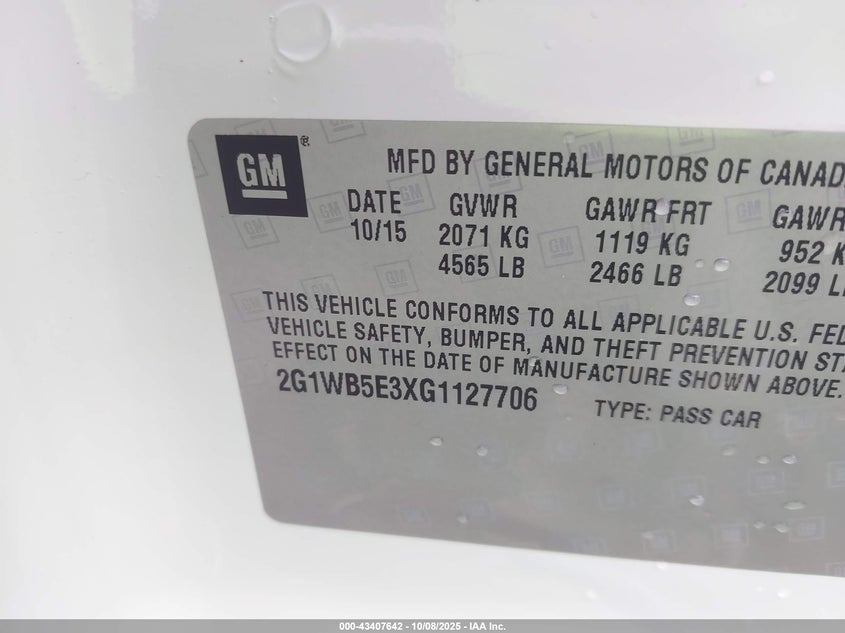 GM®
MFD BY GENERAL MOTORS OF CANAD
DATE GVWR GAWR FRT GAWR
10/15 2071 KG 1119 KG 952 K
4565 LB 2466 LB 2099 L
THIS VEHICLE CONFORMS TO ALL APPLICABLE U.S. FED
VEHICLE SAFETY, BUMPER, AND THEFT PREVENTION STA
EFFECT ON THE DATE OF MANUFACTURE SHOWN ABOVE.
2G1WB5E3XG1127706 TYPE: PASS CAR
000-43407642 - 10/08/2025 - IAA Inc.